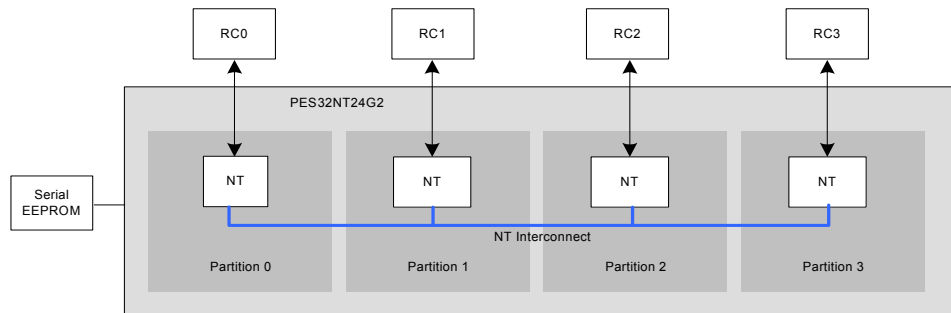 RC0
RC1
RC2
RC3
PES32NT24G2
NT
NT
NT
NT
Serial
EEPROM
NT Interconnect
Partition 0
Partition 1
Partition 2
Partition 3